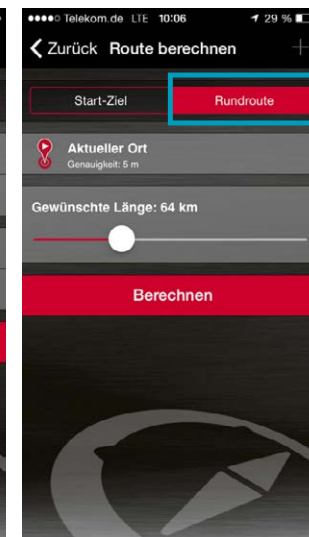 Telekom.de LTE 10:06 29 %
Zurück Route berechnen +
Start-Ziel Rundroute
Aktueller Ort
Genauigkeit: 5 m
Gewünschte Länge: 64 km
Berechnen